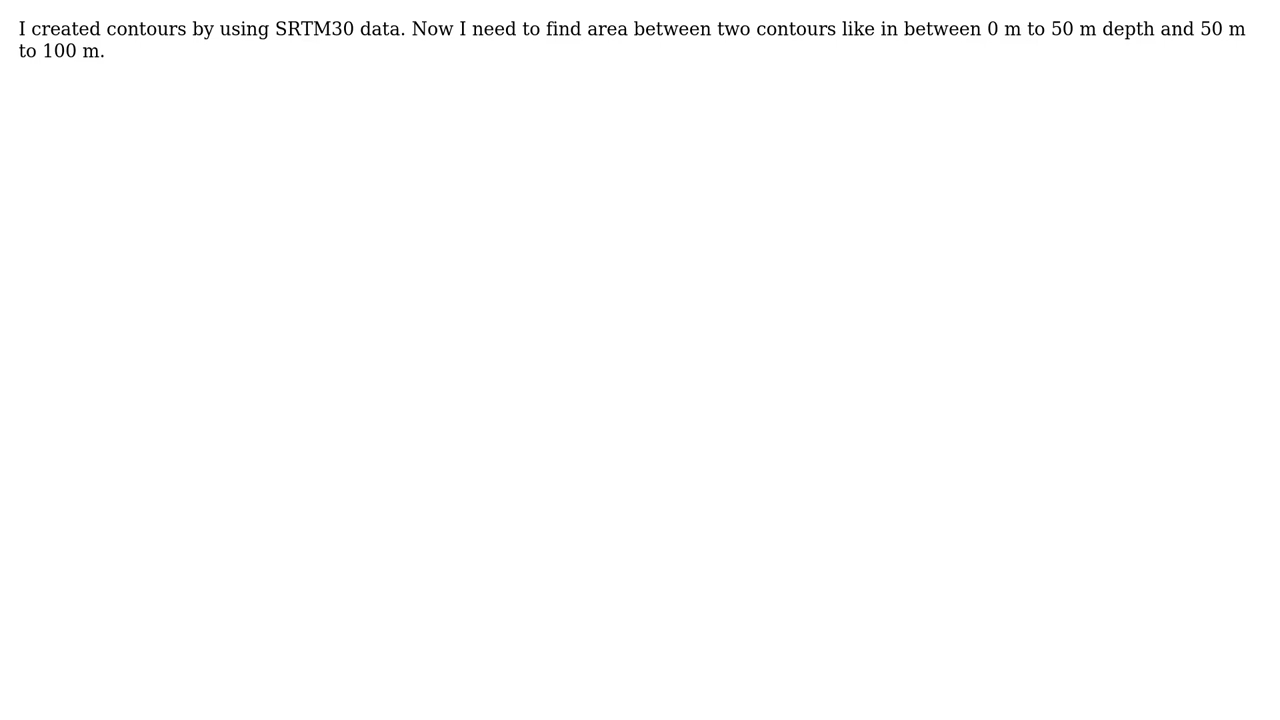 I created contours by using SRTM30 data. Now I need to find area between two contours like in between 0 m to 50 m depth and 50 m
to 100 m.